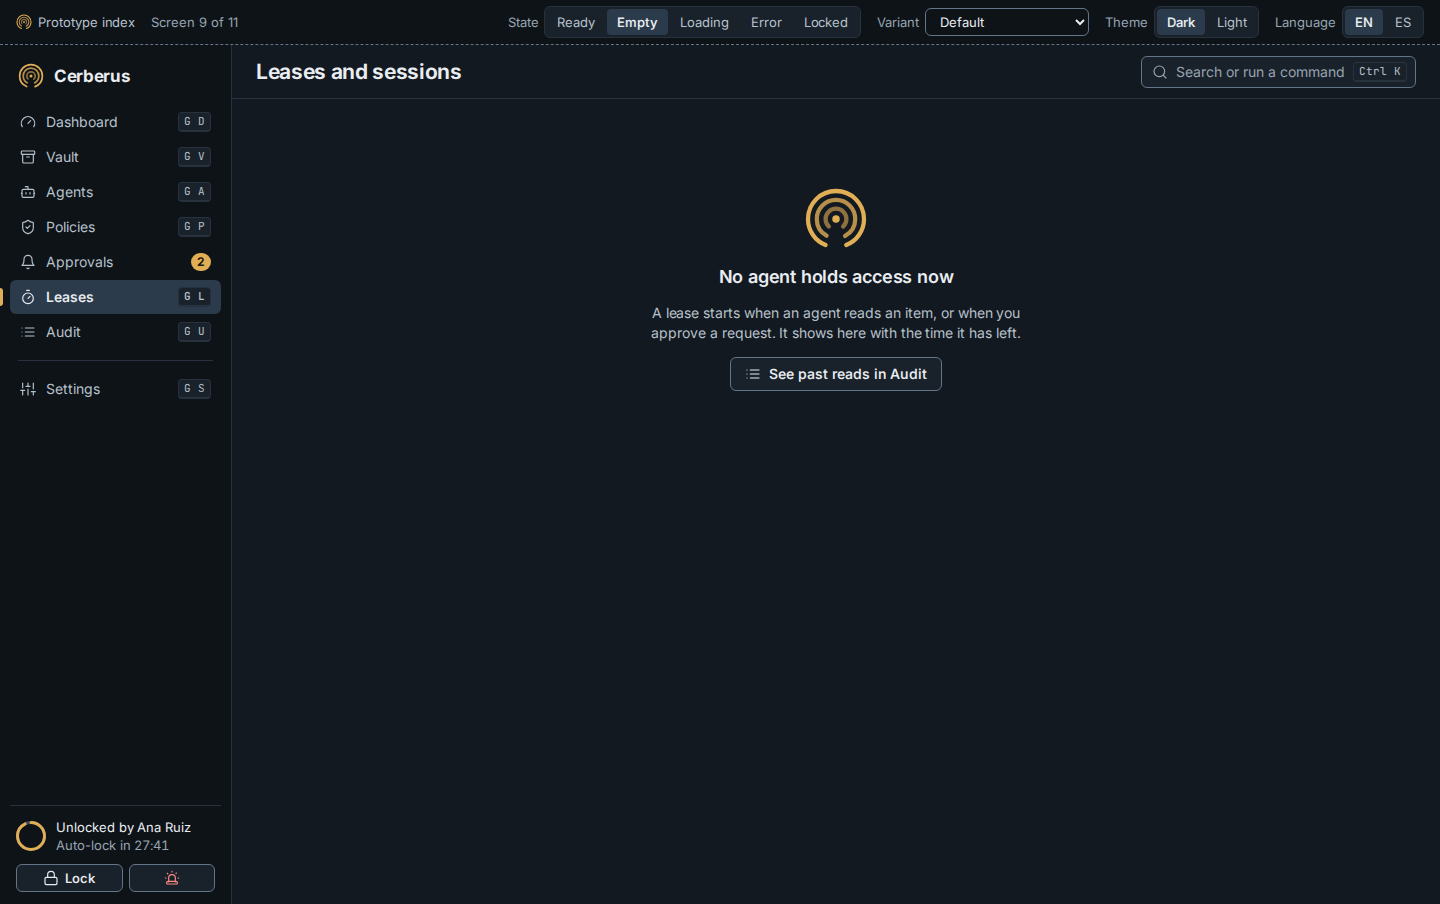 Prototype index Screen 9 of 11 State Ready Empty Loading Error Locked Variant Default Theme Dark Light Language EN ES
Cerberus
Leases and sessions
Search or run a command Ctrl K
Dashboard G D
Vault G V
Agents G A
Policies G P
Approvals 2
Leases G L
Audit G U
Settings G S
No agent holds access now
A lease starts when an agent reads an item, or when you
approve a request. It shows here with the time it has left.
See past reads in Audit
Unlocked by Ana Ruiz
Auto-lock in 27:41
Lock